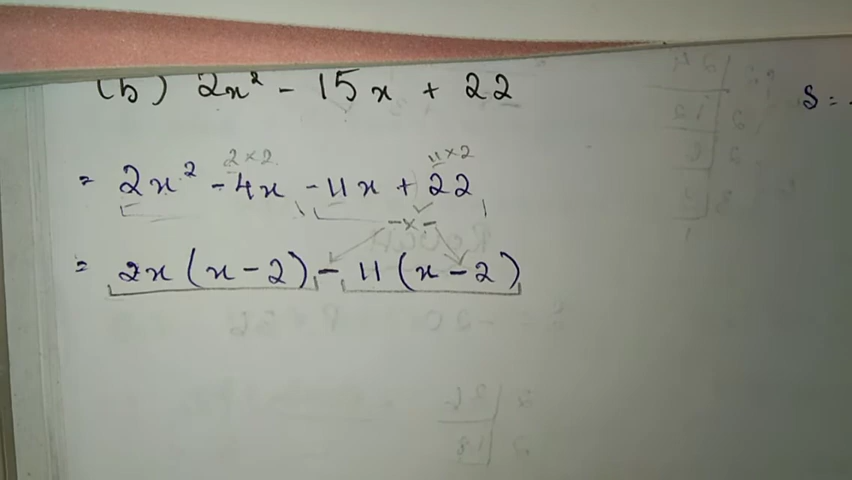 (b) 2x² - 15x + 22
S =
2×2 11×2
= 2x² - 4x - 11x + 22
- × -
= 2x(x-2) - 11(x-2)